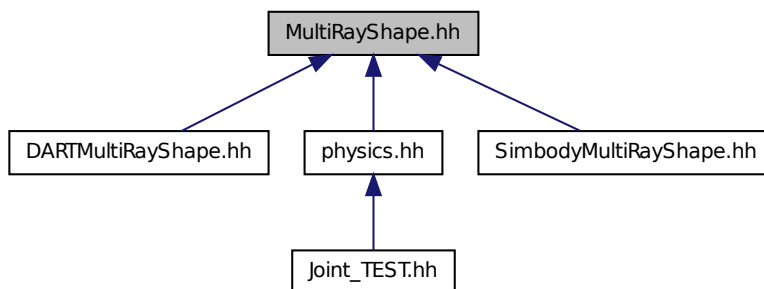 MultiRayShape.hh
DARTMultiRayShape.hh
physics.hh
SimbodyMultiRayShape.hh
Joint_TEST.hh